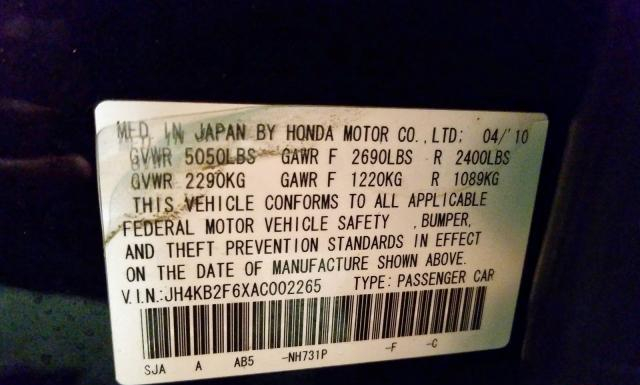 MFD. IN JAPAN BY HONDA MOTOR CO., LTD; 04/'10
GVWR 5050LBS GAWR F 2690LBS R 2400LBS
GVWR 2290KG GAWR F 1220KG R 1089KG
THIS VEHICLE CONFORMS TO ALL APPLICABLE
FEDERAL MOTOR VEHICLE SAFETY , BUMPER,
AND THEFT PREVENTION STANDARDS IN EFFECT
ON THE DATE OF MANUFACTURE SHOWN ABOVE.
V.I.N.:JH4KB2F6XAC002265 TYPE: PASSENGER CAR
SJA A AB5 -NH731P -F -C